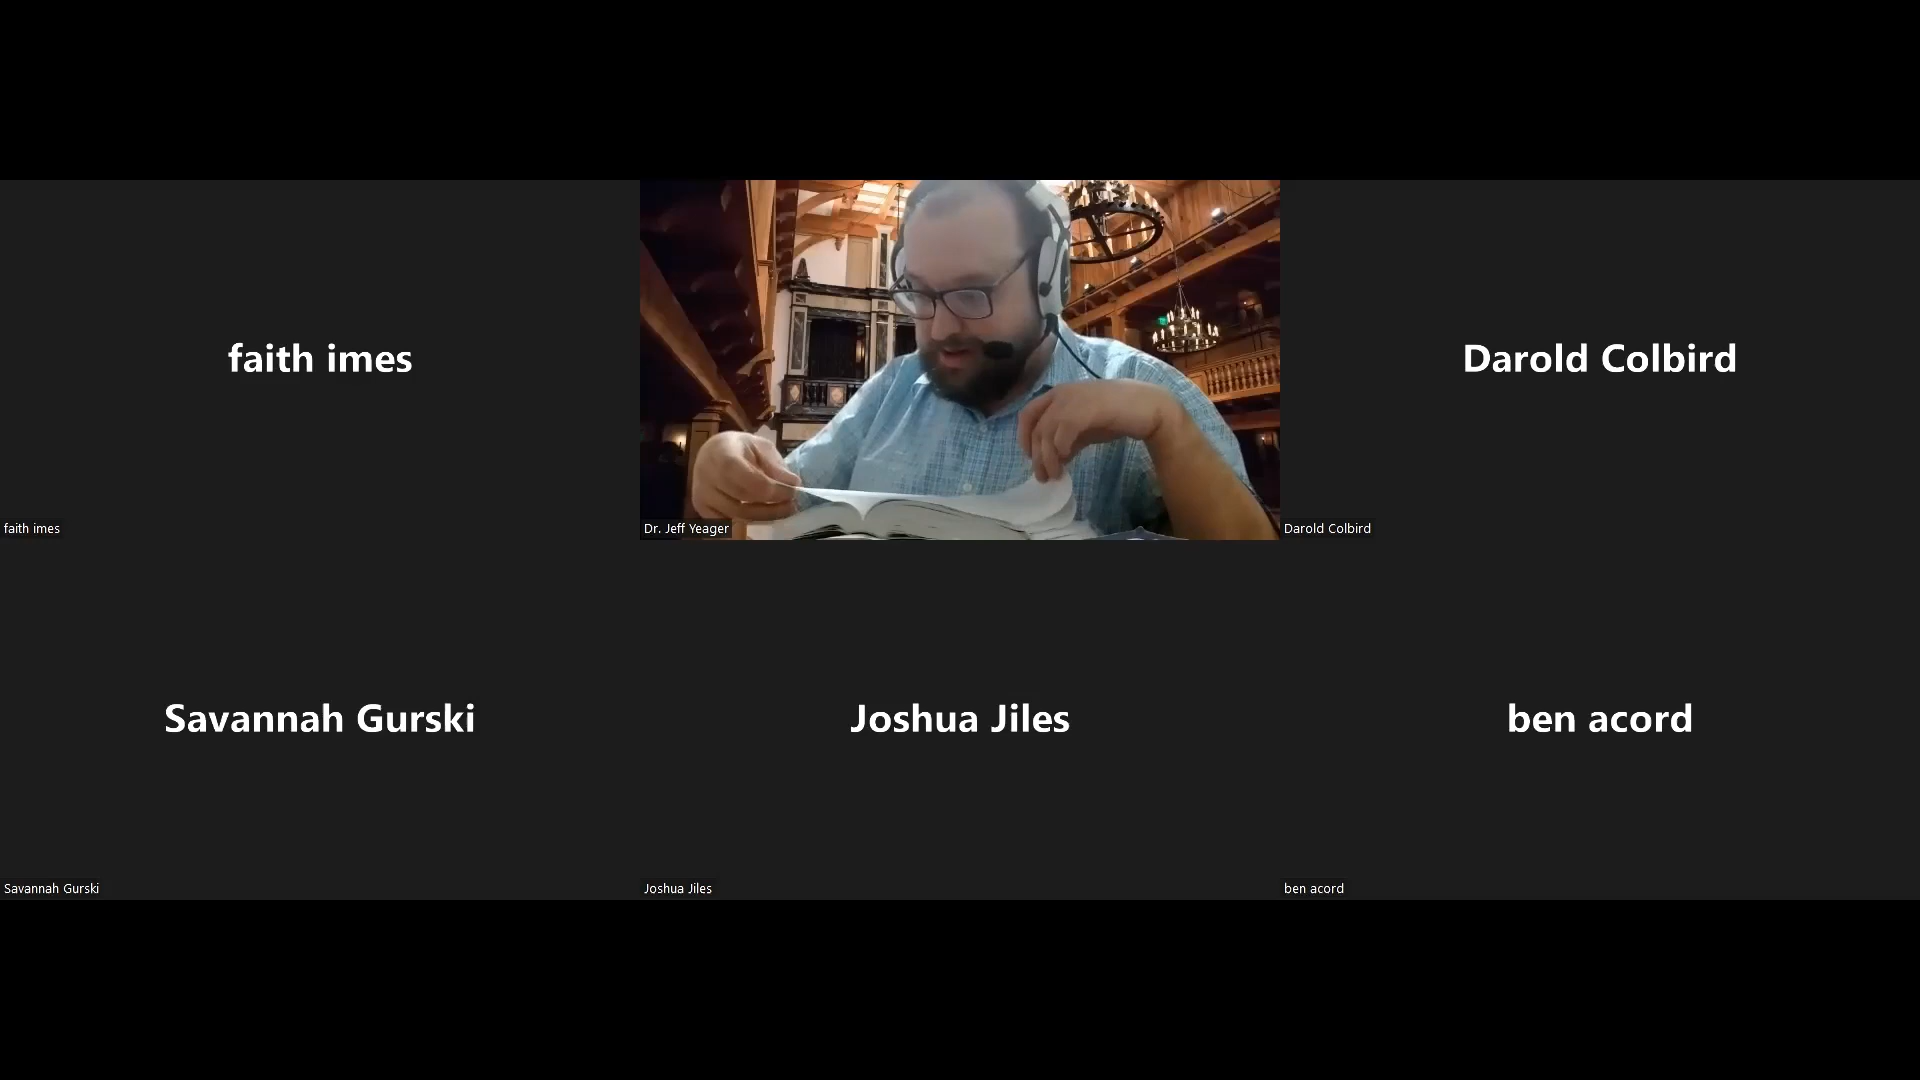 faith imes
Darold Colbird
faith imes
Dr. Jeff Yeager
Darold Colbird
Savannah Gurski
Joshua Jiles
ben acord
Savannah Gurski
Joshua Jiles
ben acord